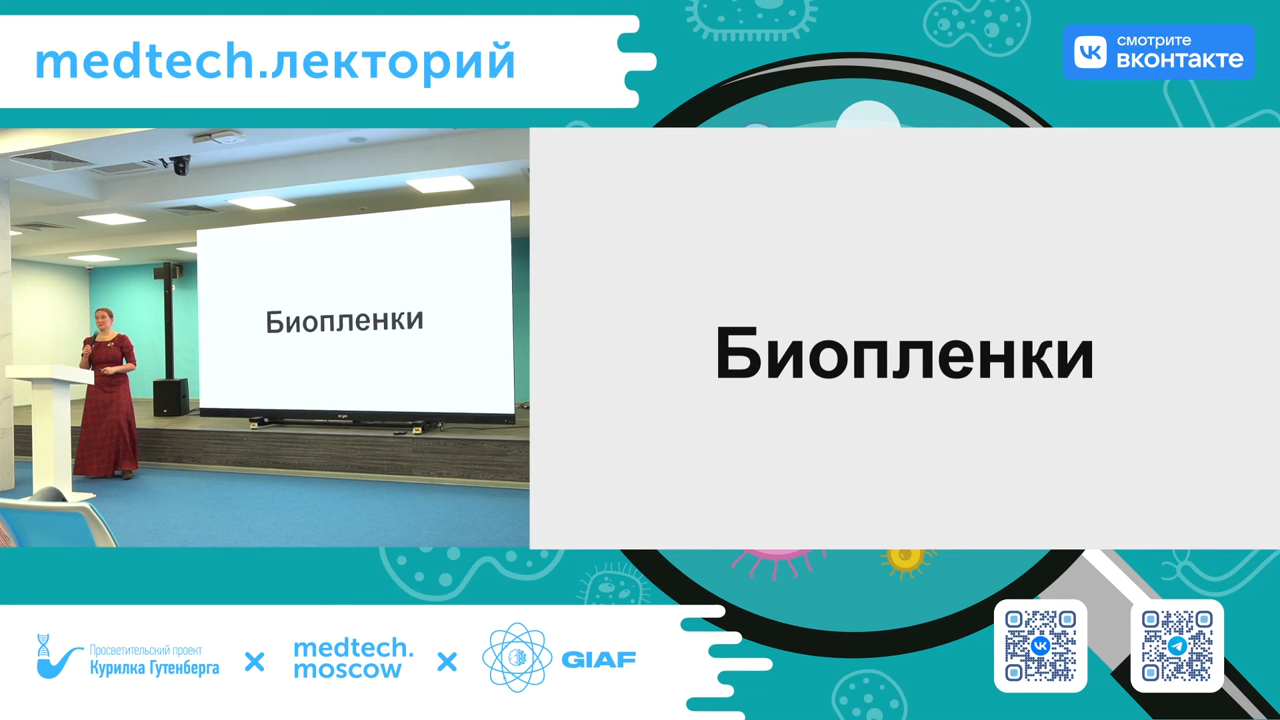 medtech.лекторий
смотрите
вконтакте
Биопленки
Биопленки
Просветительский проект
Курилка Гутенберга
medtech.
moscow
GIAF